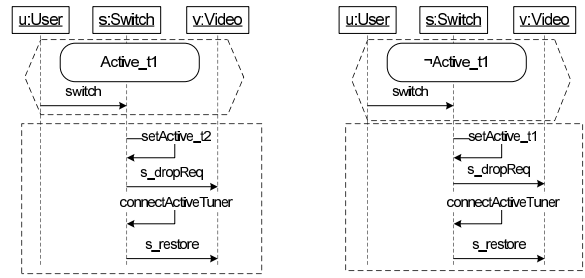 u:User s:Switch v:Video
Active_t1
switch
setActive_t2
s_dropReq
connectActiveTuner
s_restore
u:User s:Switch v:Video
¬Active_t1
switch
setActive_t1
s_dropReq
connectActiveTuner
s_restore